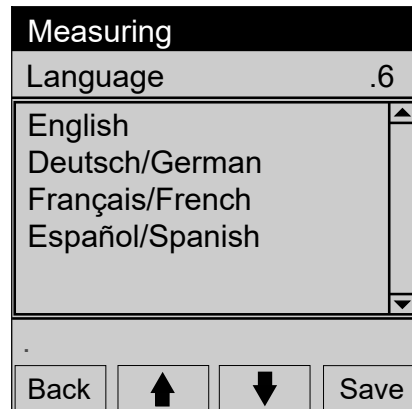 Measuring
Language .6
English
Deutsch/German
Français/French
Español/Spanish
.
Back Save